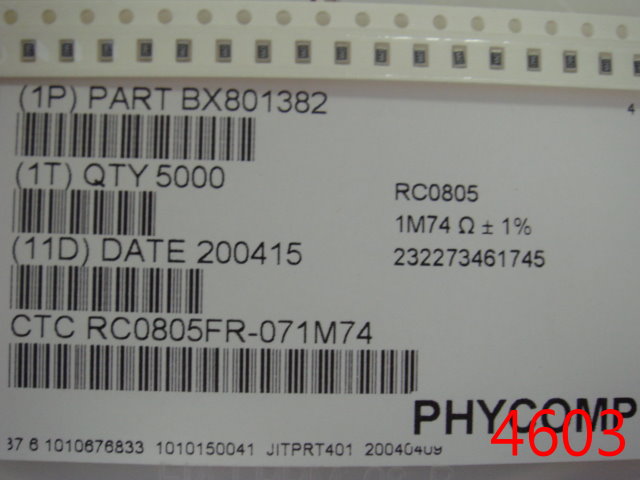 (1P) PART BX801382
4
(1T) QTY 5000
RC0805
1M74 Ω ± 1%
(11D) DATE 200415
232273461745
CTC RC0805FR-071M74
PHYCOMP
4603
37 6 1010676833 1010150041 JITPRT401 20040409